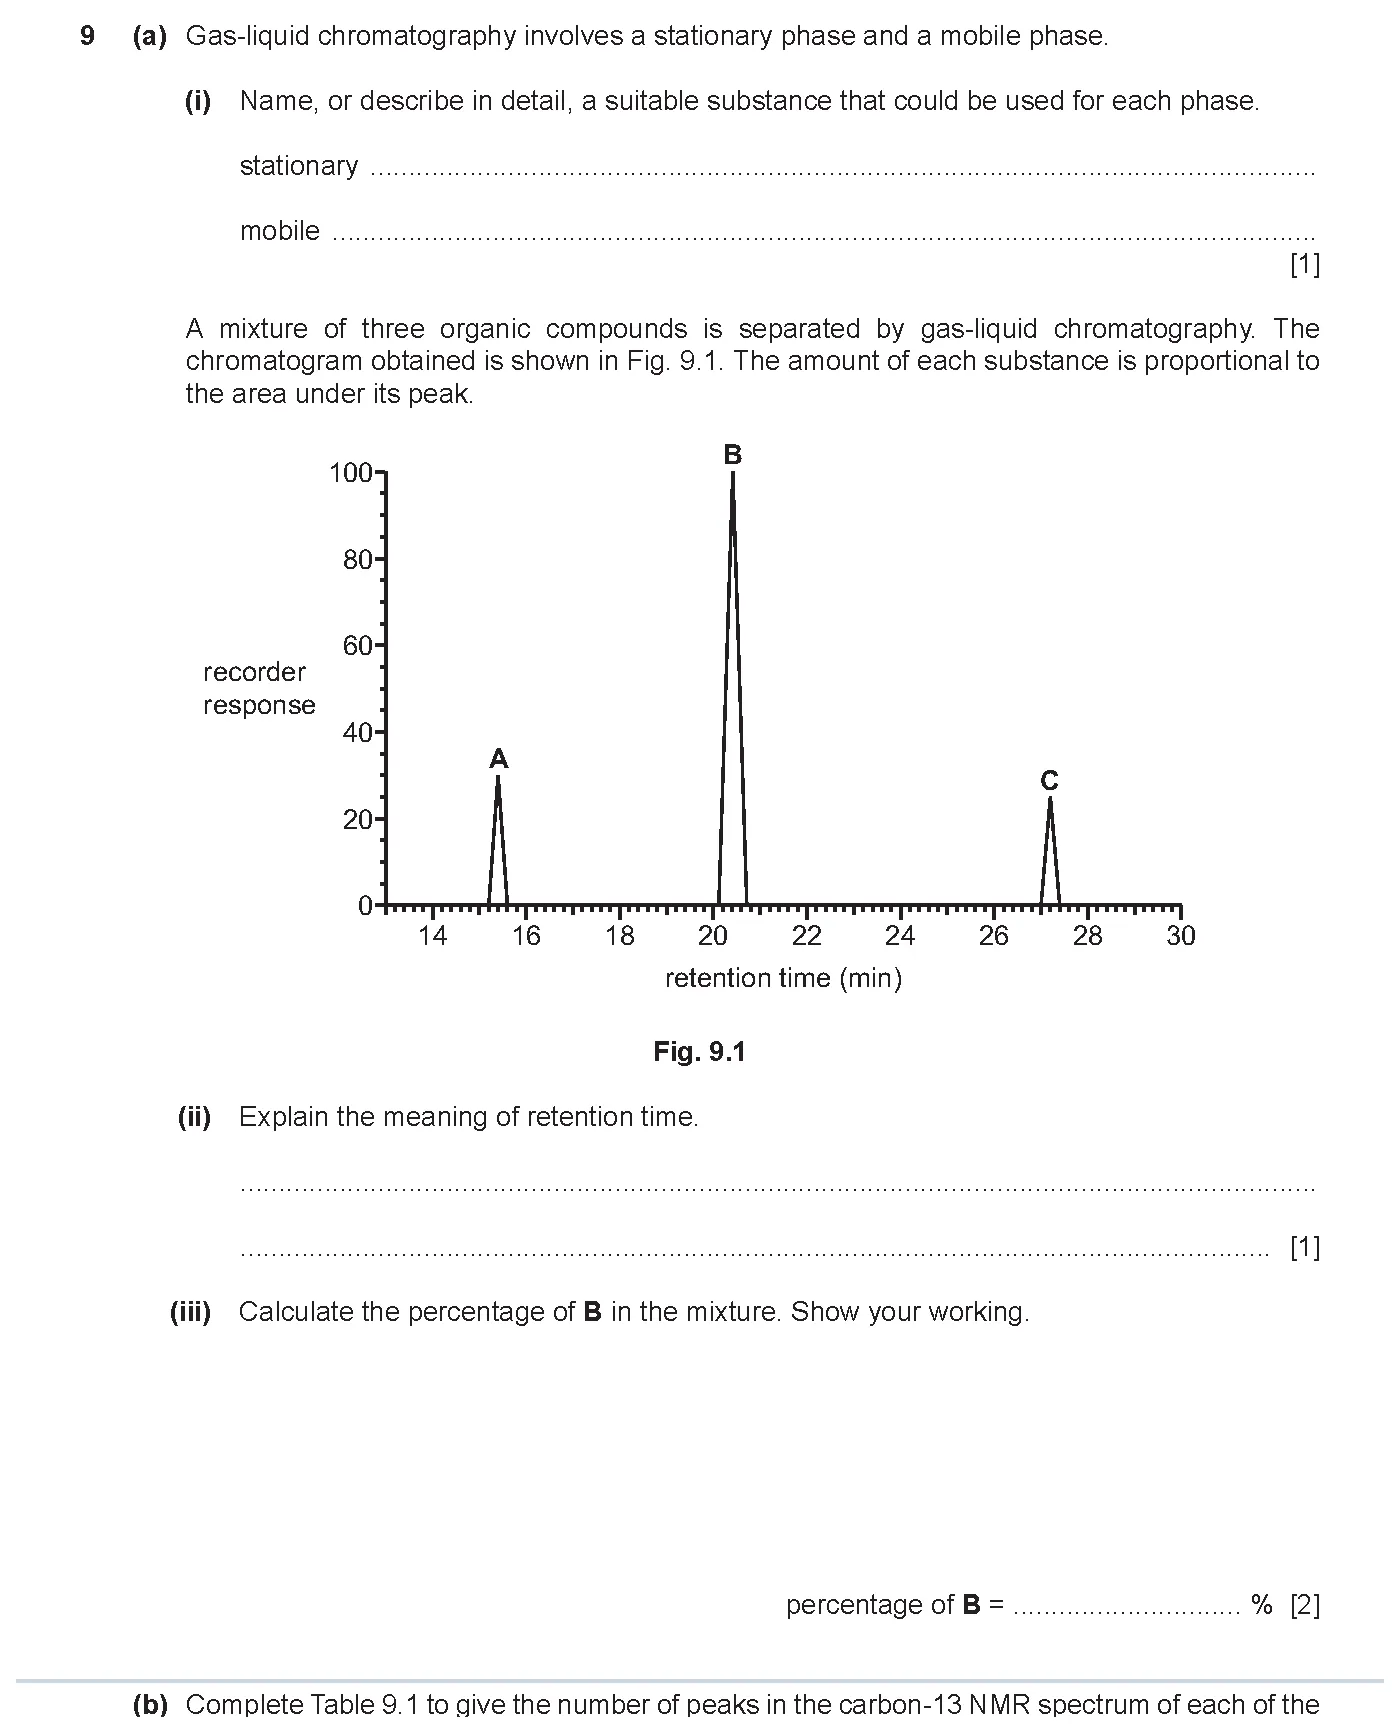 9 (a) Gas-liquid chromatography involves a stationary phase and a mobile phase.
(i) Name, or describe in detail, a suitable substance that could be used for each phase.
stationary ..............................................................................................................................
mobile ...................................................................................................................................
[1]
A mixture of three organic compounds is separated by gas-liquid chromatography. The
chromatogram obtained is shown in Fig. 9.1. The amount of each substance is proportional to
the area under its peak.
B
100
80
60
recorder
response
40
A
C
20
0
14 16 18 20 22 24 26 28 30
retention time (min)
Fig. 9.1
(ii) Explain the meaning of retention time.
...............................................................................................................................................
......................................................................................................................................... [1]
(iii) Calculate the percentage of B in the mixture. Show your working.
percentage of B = .............................. % [2]
(b) Complete Table 9.1 to give the number of peaks in the carbon-13 NMR spectrum of each of the